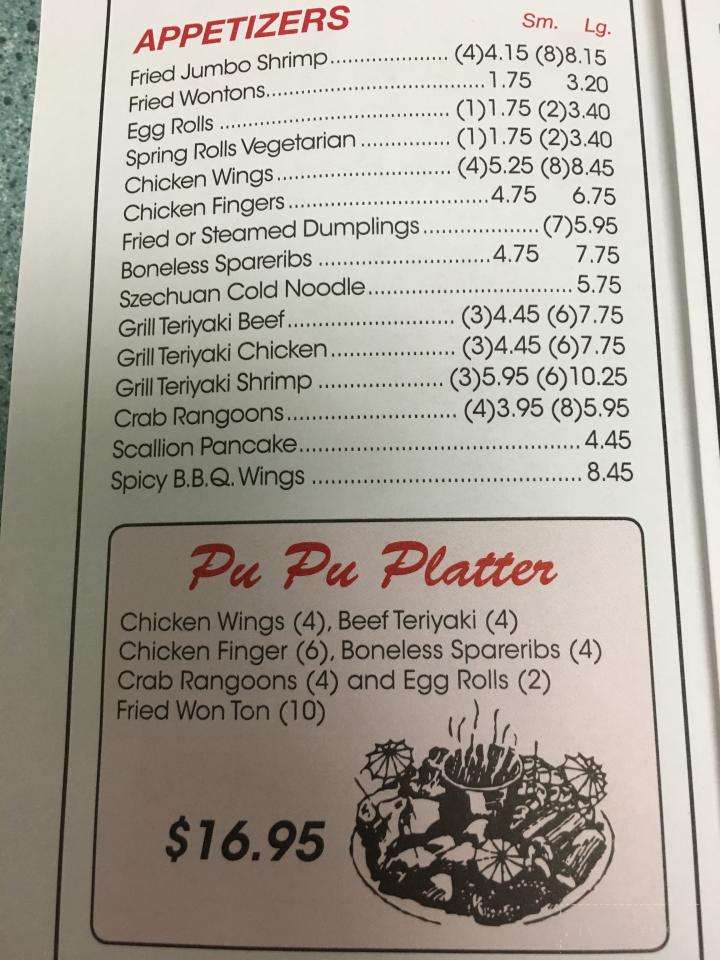 APPETIZERS Sm. Lg.
Fried Jumbo Shrimp..................... (4)4.15 (8)8.15
Fried Wontons........................................1.75 3.20
Egg Rolls ......................................... (1)1.75 (2)3.40
Spring Rolls Vegetarian ................ (1)1.75 (2)3.40
Chicken Wings............................... (4)5.25 (8)8.45
Chicken Fingers....................................4.75 6.75
Fried or Steamed Dumplings.....................(7)5.95
Boneless Spareribs ...............................4.75 7.75
Szechuan Cold Noodle..................................... 5.75
Grill Teriyaki Beef.............................. (3)4.45 (6)7.75
Grill Teriyaki Chicken....................... (3)4.45 (6)7.75
Grill Teriyaki Shrimp ....................... (3)5.95 (6)10.25
Crab Rangoons............................... (4)3.95 (8)5.95
Scallion Pancake.................................................. 4.45
Spicy B.B.Q. Wings ................................................ 8.45
Pu Pu Platter
Chicken Wings (4), Beef Teriyaki (4)
Chicken Finger (6), Boneless Spareribs (4)
Crab Rangoons (4) and Egg Rolls (2)
Fried Won Ton (10)
$16.95